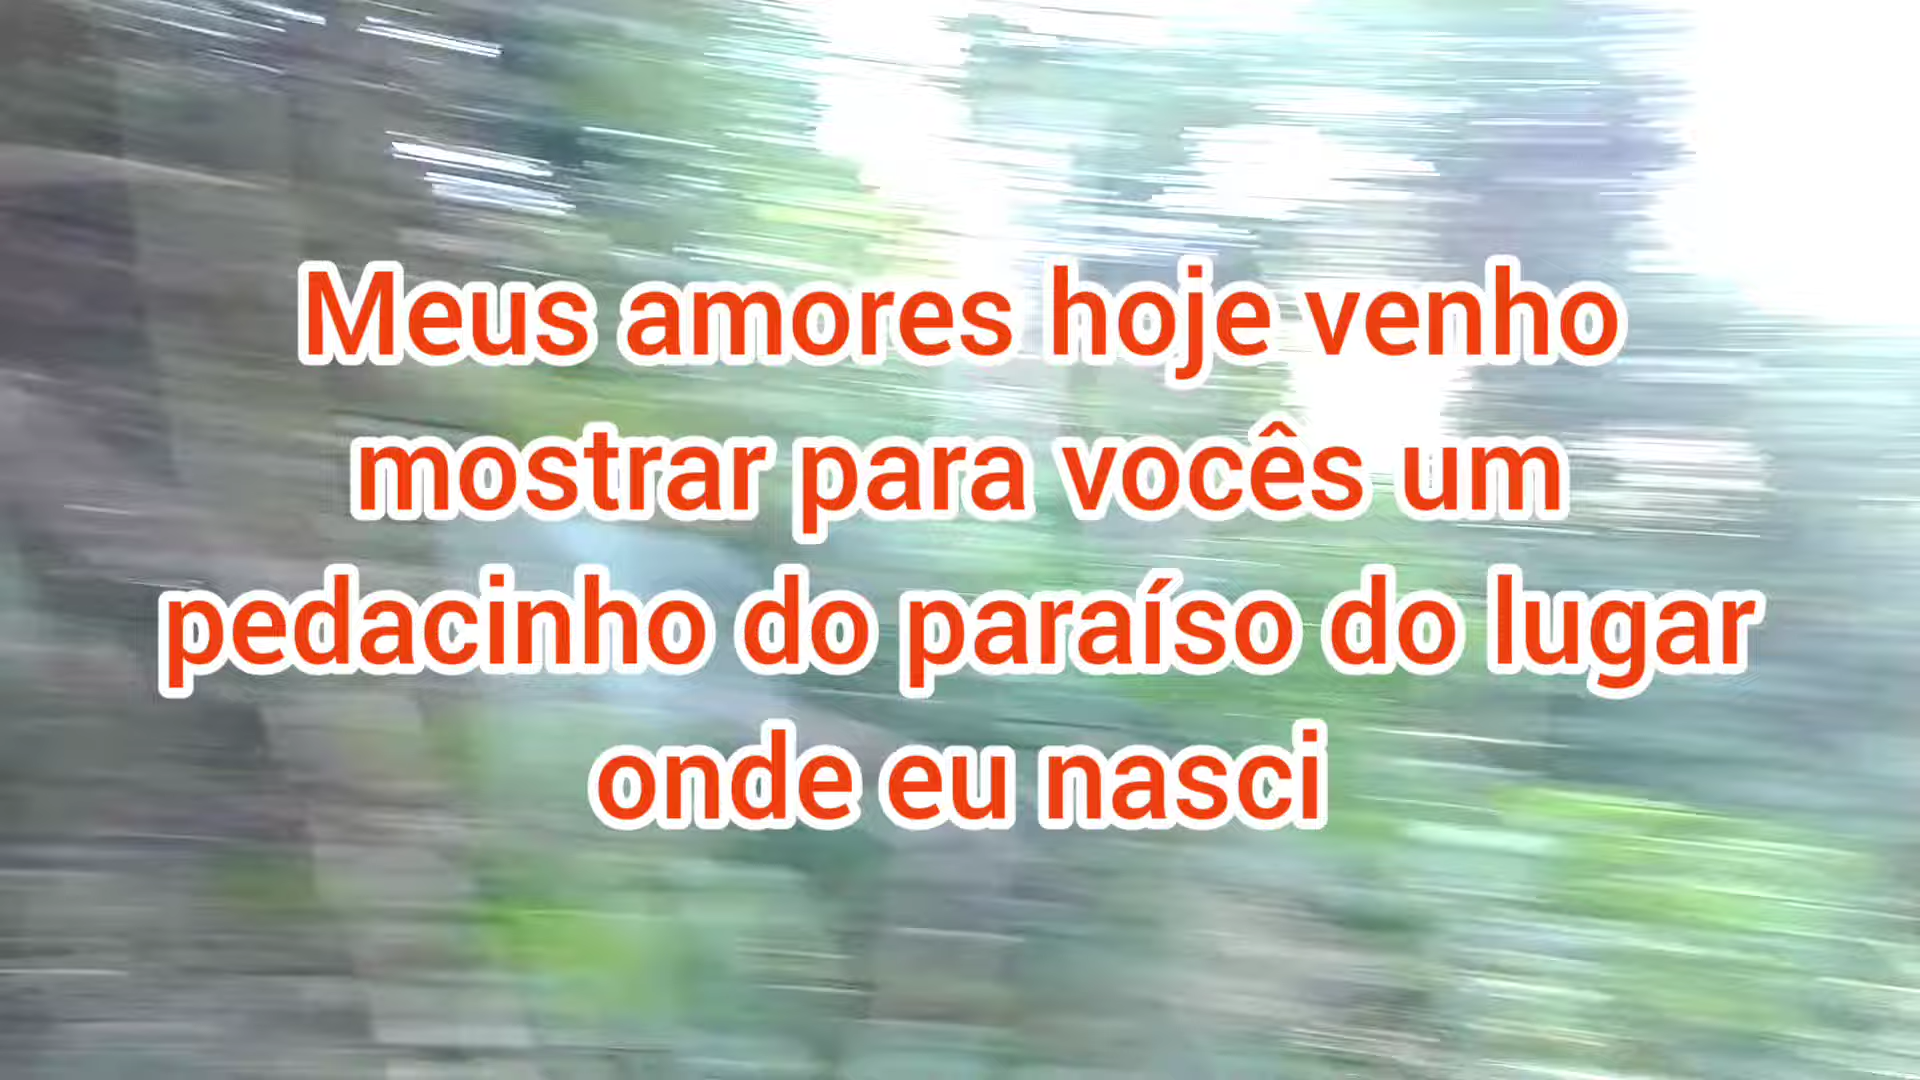 Meus amores hoje venho
mostrar para vocês um
pedacinho do paraíso do lugar
onde eu nasci